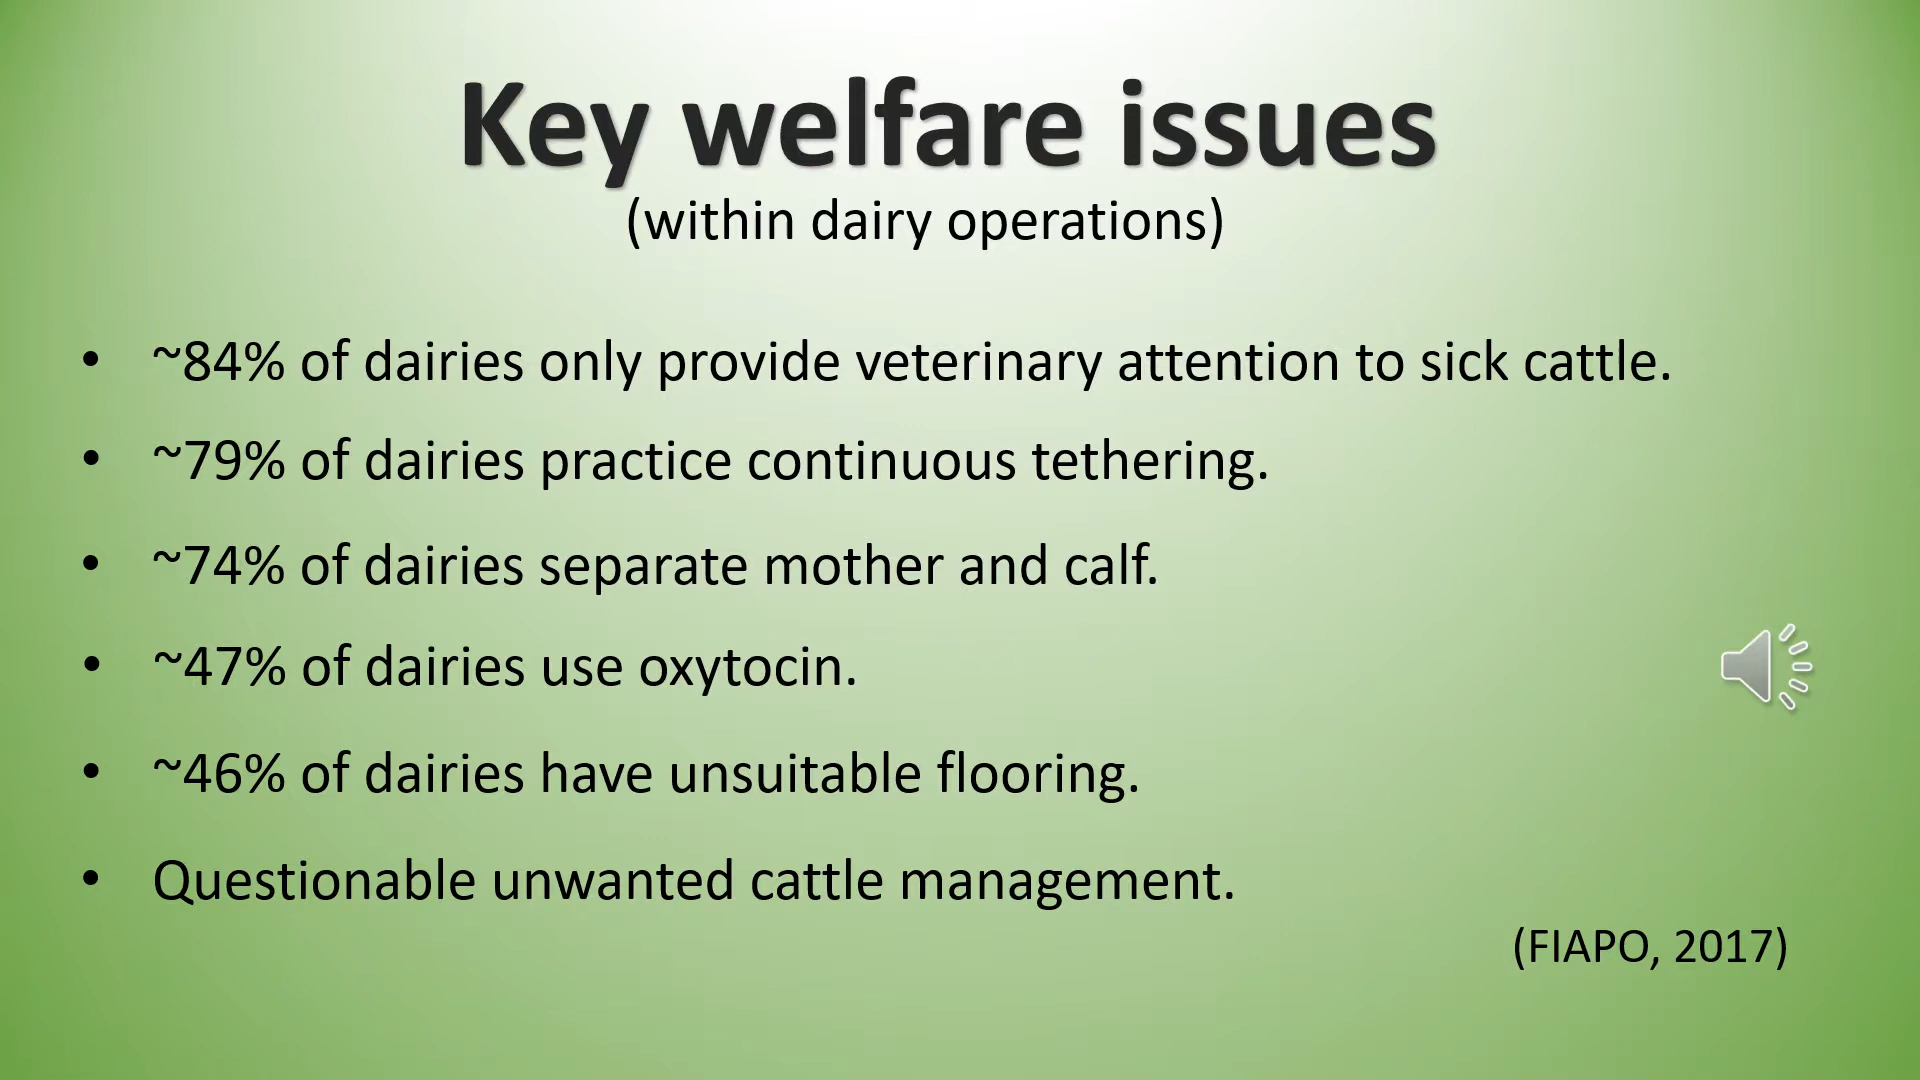 Key welfare issues
(within dairy operations)
• ~84% of dairies only provide veterinary attention to sick cattle.
• ~79% of dairies practice continuous tethering.
• ~74% of dairies separate mother and calf.
• ~47% of dairies use oxytocin.
• ~46% of dairies have unsuitable flooring.
• Questionable unwanted cattle management.
(FIAPO, 2017)